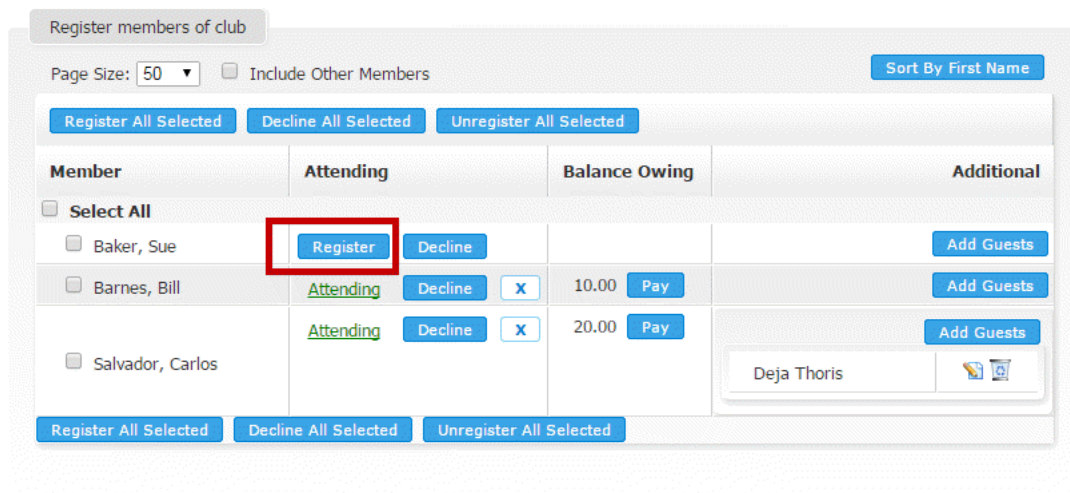 Register members of club
Page Size: 50 Include Other Members Sort By First Name
Register All Selected Decline All Selected Unregister All Selected
Member Attending Balance Owing Additional
Select All
Baker, Sue Register Decline Add Guests
Barnes, Bill Attending Decline X 10.00 Pay Add Guests
Attending Decline X 20.00 Pay Add Guests
Salvador, Carlos Deja Thoris
Register All Selected Decline All Selected Unregister All Selected